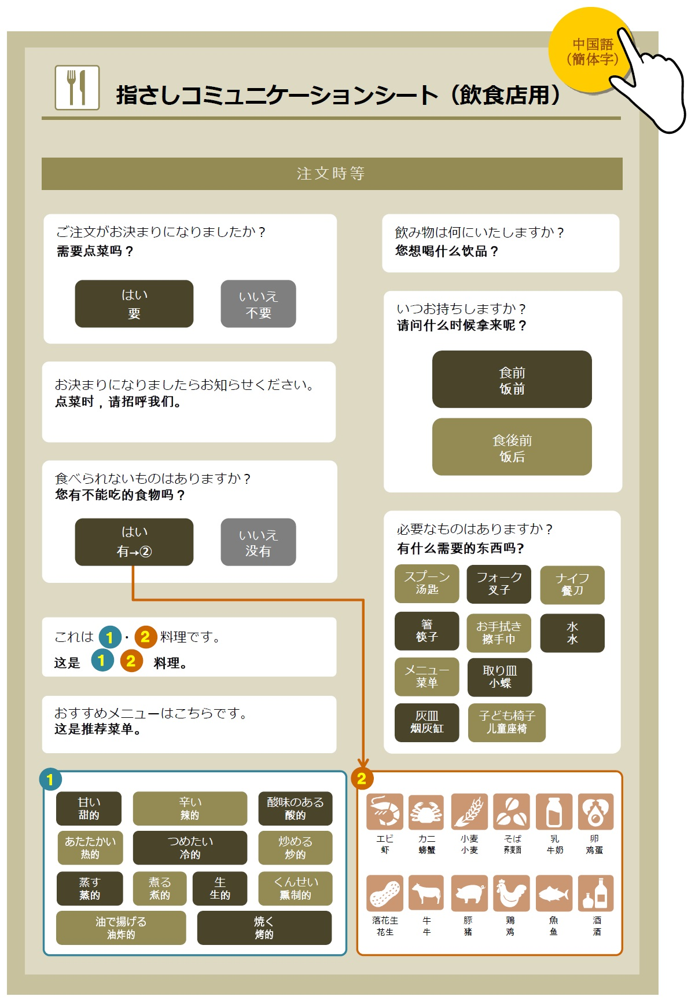 中国語
（簡体字）
指さしコミュニケーションシート（飲食店用）
注文時等
ご注文がお決まりになりましたか？
需要点菜吗？
はい
要
いいえ
不要
お決まりになりましたらお知らせください。
点菜时，请招呼我们。
食べられないものはありますか？
您有不能吃的食物吗？
はい
有→②
いいえ
没有
これは 1・2 料理です。
这是 1 2 料理。
おすすめメニューはこちらです。
这是推荐菜单。
飲み物は何にいたしますか？
您想喝什么饮品？
いつお持ちしますか？
请问什么时候拿来呢？
食前
饭前
食後前
饭后
必要なものはありますか？
有什么需要的东西吗?
スプーン
汤匙
フォーク
叉子
ナイフ
餐刀
箸
筷子
お手拭き
擦手巾
水
水
メニュー
菜单
取り皿
小蝶
灰皿
烟灰缸
子ども椅子
儿童座椅
1
甘い
甜的
辛い
辣的
酸味のある
酸的
あたたかい
热的
つめたい
冷的
炒める
炒的
蒸す
蒸的
煮る
煮的
生
生的
くんせい
熏制的
油で揚げる
油炸的
焼く
烤的
2
エビ
虾
カニ
螃蟹
小麦
小麦
そば
荞麦面
乳
牛奶
卵
鸡蛋
落花生
花生
牛
牛
豚
猪
鶏
鸡
魚
鱼
酒
酒